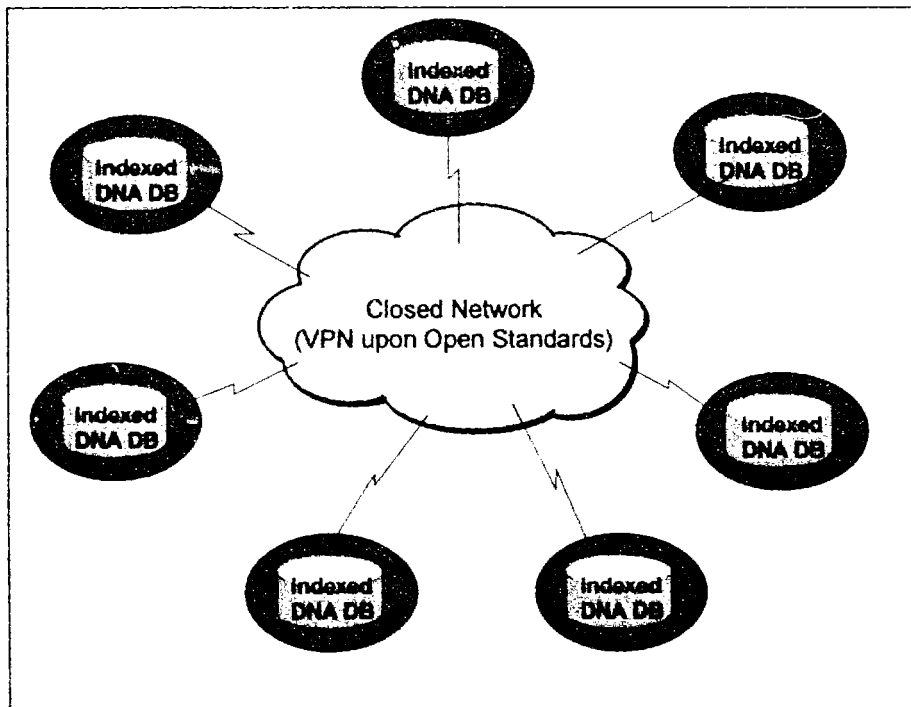 Indexed
DNA DB
Indexed
DNA DB
Indexed
DNA DB
Closed Network
(VPN upon Open Standards)
Indexed
DNA DB
Indexed
DNA DB
Indexed
DNA DB
Indexed
DNA DB